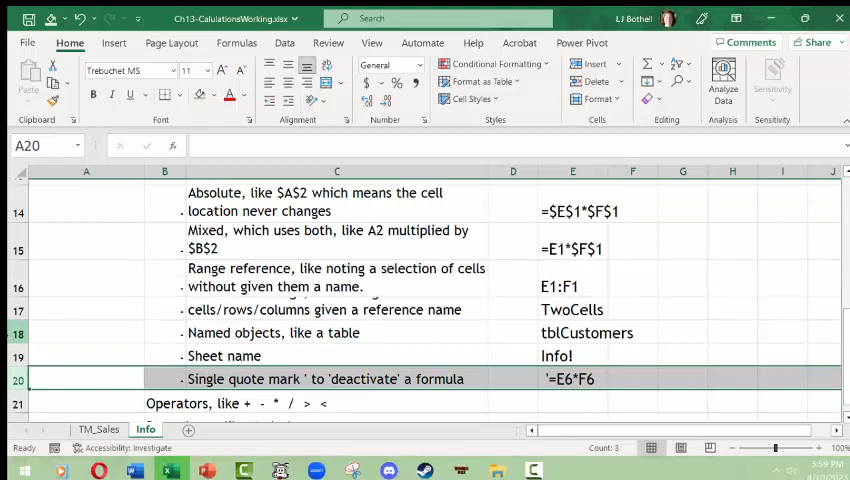 Ch13-CalulationsWorking.xlsx
Search
LJ Bothell
File Home Insert Page Layout Formulas Data Review View Automate Help Acrobat Power Pivot
Comments Share
Paste
Trebuchet MS 11
General
Conditional Formatting
Format as Table
Cell Styles
Insert
Delete
Format
Analyze
Data
Sensitivity
Clipboard Font Alignment Number Styles Cells Editing Analysis Sensitivity
A20
A B C D E F G H I J
Absolute, like $A$2 which means the cell
14 - location never changes =$E$1*$F$1
Mixed, which uses both, like A2 multiplied by
15 - $B$2 =E1*$F$1
Range reference, like noting a selection of cells
16 - without given them a name. E1:F1
17 - cells/rows/columns given a reference name TwoCells
18 - Named objects, like a table tblCustomers
19 - Sheet name Info!
20 - Single quote mark ' to 'deactivate' a formula '=E6*F6
21 Operators, like + - * / > <
TM_Sales Info
Ready Accessibility: Investigate Count: 3 100%
5:59 PM
4/10/2023